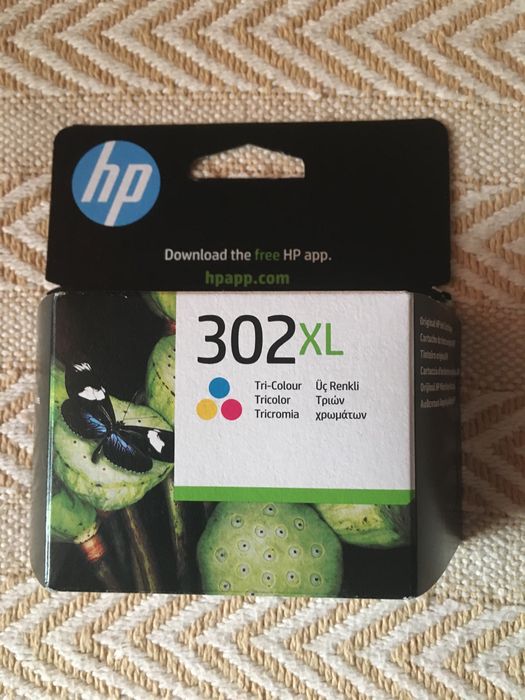 hp
Download the free HP app.
hpapp.com
302XL
Tri-Colour
Tricolor
Tricromia
Üç Renkli
Τριών
χρωμάτων